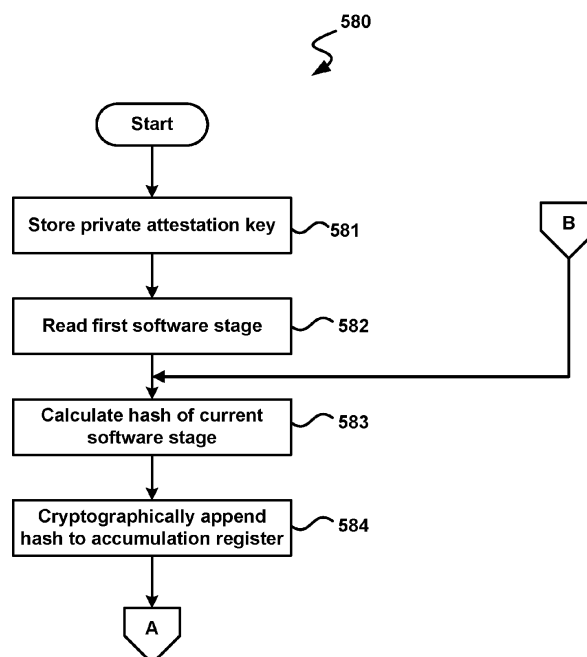 580
Start
Store private attestation key
581
B
Read first software stage
582
Calculate hash of current
software stage
583
Cryptographically append
hash to accumulation register
584
A